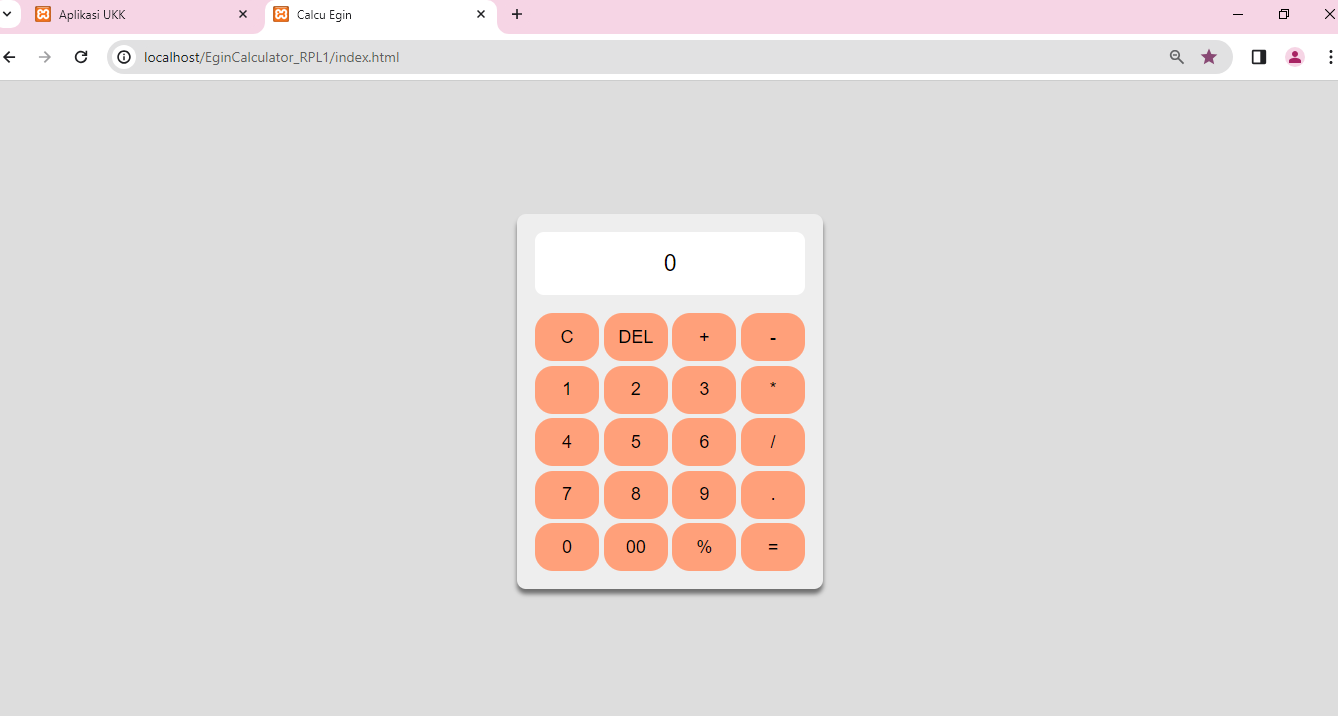 Aplikasi UKK
Calcu Egin
localhost/EginCalculator_RPL1/index.html
0
C DEL + -
1 2 3 *
4 5 6 /
7 8 9 .
0 00 % =